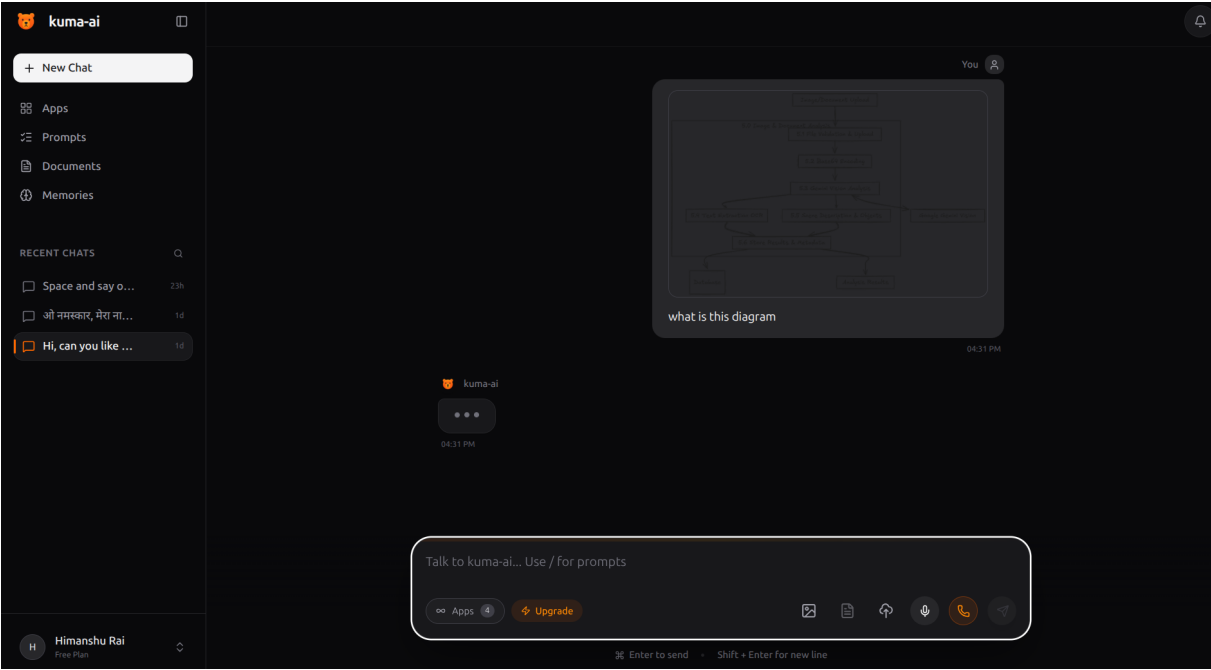 kuma-ai
+ New Chat
Apps
Prompts
Documents
Memories
RECENT CHATS
Space and say o... 23h
ओ नमस्कार, मेरा ना... 1d
Hi, can you like ... 1d
H
Himanshu Rai
Free Plan
You
what is this diagram
04:31 PM
kuma-ai
04:31 PM
Talk to kuma-ai... Use / for prompts
Apps 4 Upgrade
⌘ Enter to send • Shift + Enter for new line